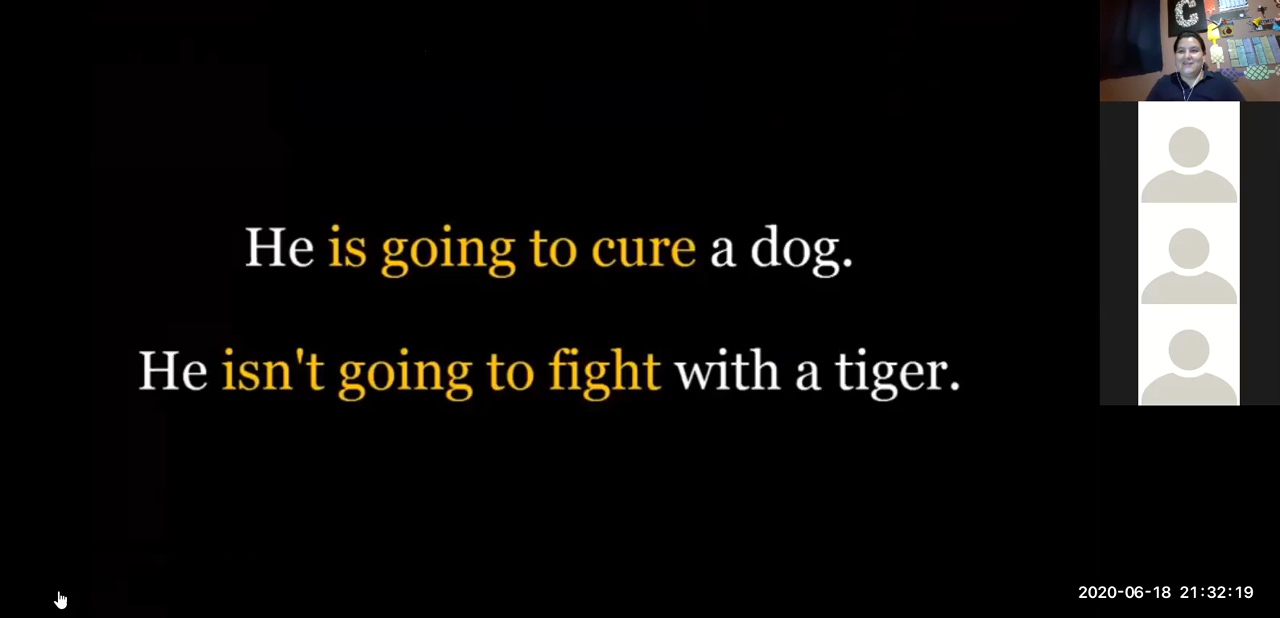 C
He is going to cure a dog.
He isn't going to fight with a tiger.
2020-06-18 21:32:19